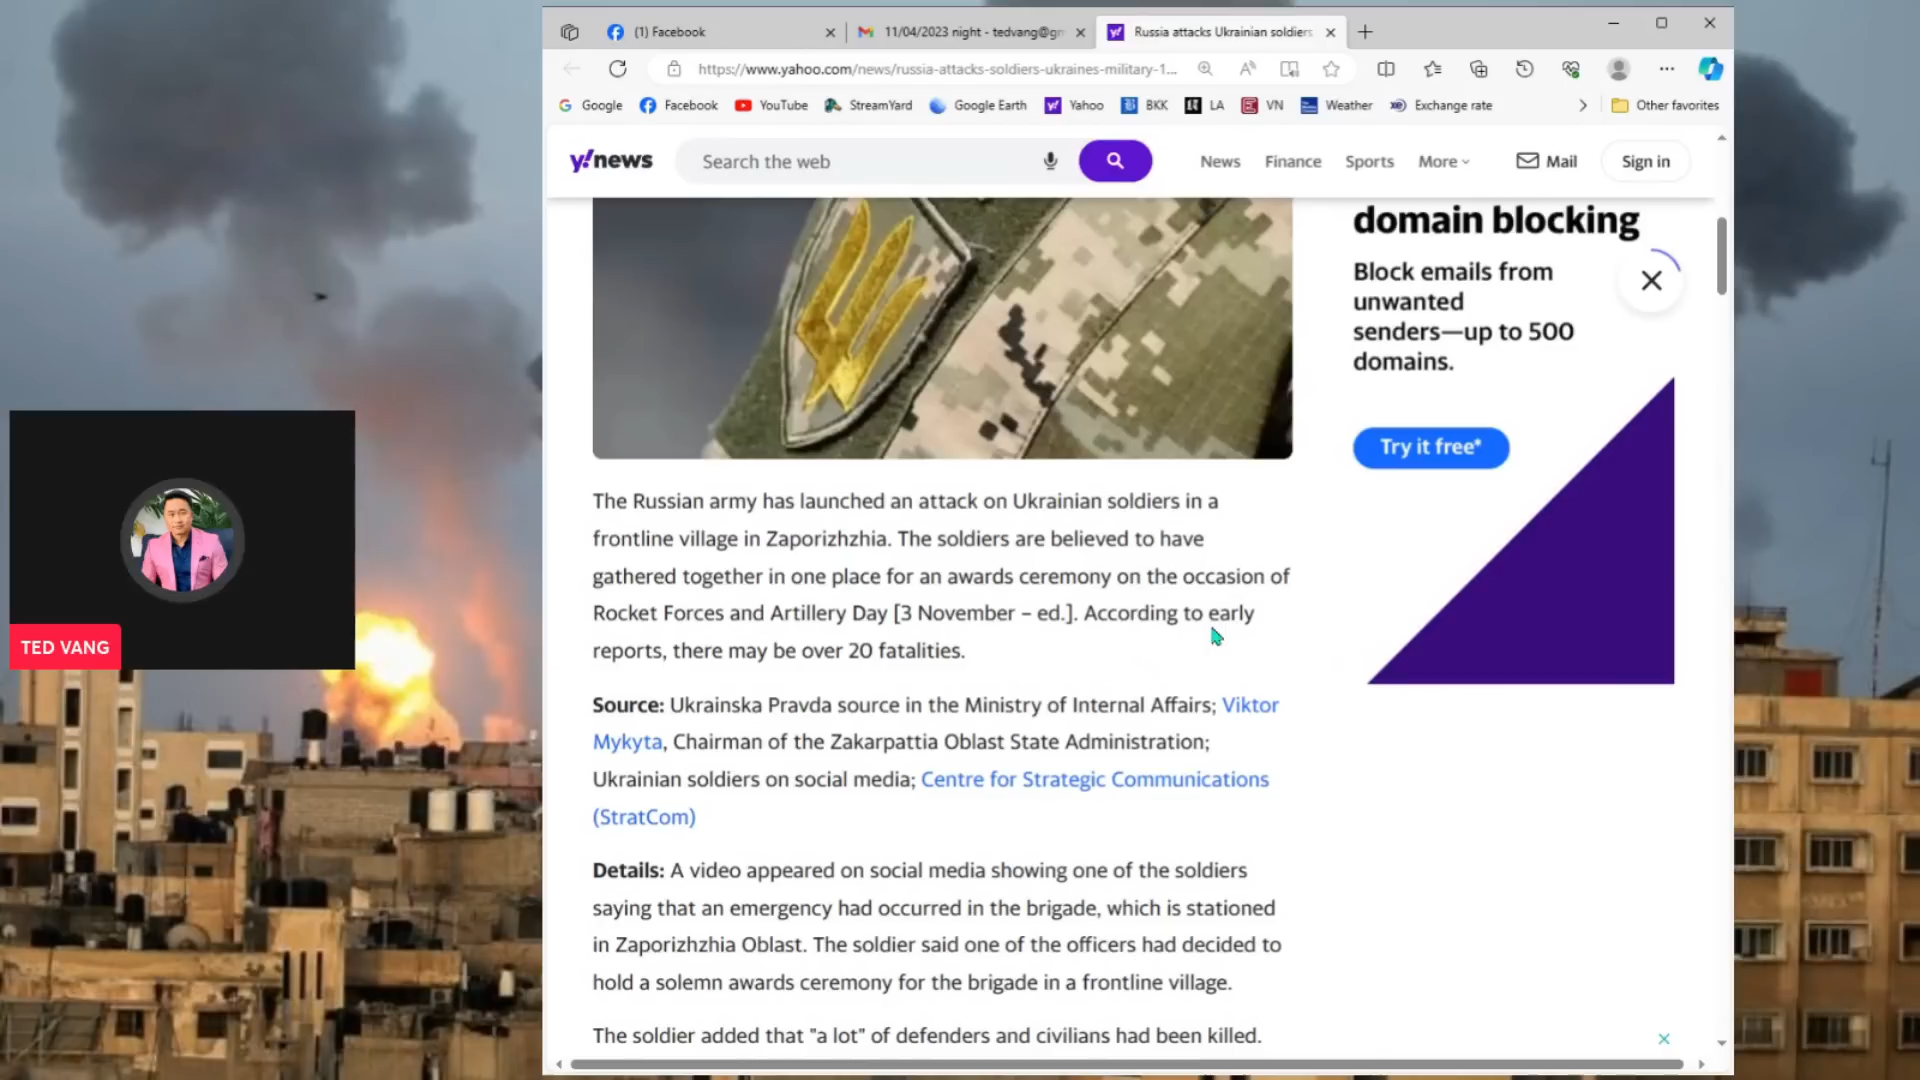 (1) Facebook
11/04/2023 night - tedvang@gm
Russia attacks Ukrainian soldiers
https://www.yahoo.com/news/russia-attacks-soldiers-ukraines-military-1...
Google
Facebook
YouTube
StreamYard
Google Earth
Yahoo
BKK
LA
VN
Weather
Exchange rate
Other favorites
y!news
Search the web
News
Finance
Sports
More
Mail
Sign in
domain blocking
Block emails from
unwanted
senders—up to 500
domains.
Try it free*
TED VANG
The Russian army has launched an attack on Ukrainian soldiers in a
frontline village in Zaporizhzhia. The soldiers are believed to have
gathered together in one place for an awards ceremony on the occasion of
Rocket Forces and Artillery Day [3 November – ed.]. According to early
reports, there may be over 20 fatalities.
Source: Ukrainska Pravda source in the Ministry of Internal Affairs; Viktor
Mykyta, Chairman of the Zakarpattia Oblast State Administration;
Ukrainian soldiers on social media; Centre for Strategic Communications
(StratCom)
Details: A video appeared on social media showing one of the soldiers
saying that an emergency had occurred in the brigade, which is stationed
in Zaporizhzhia Oblast. The soldier said one of the officers had decided to
hold a solemn awards ceremony for the brigade in a frontline village.
The soldier added that "a lot" of defenders and civilians had been killed.